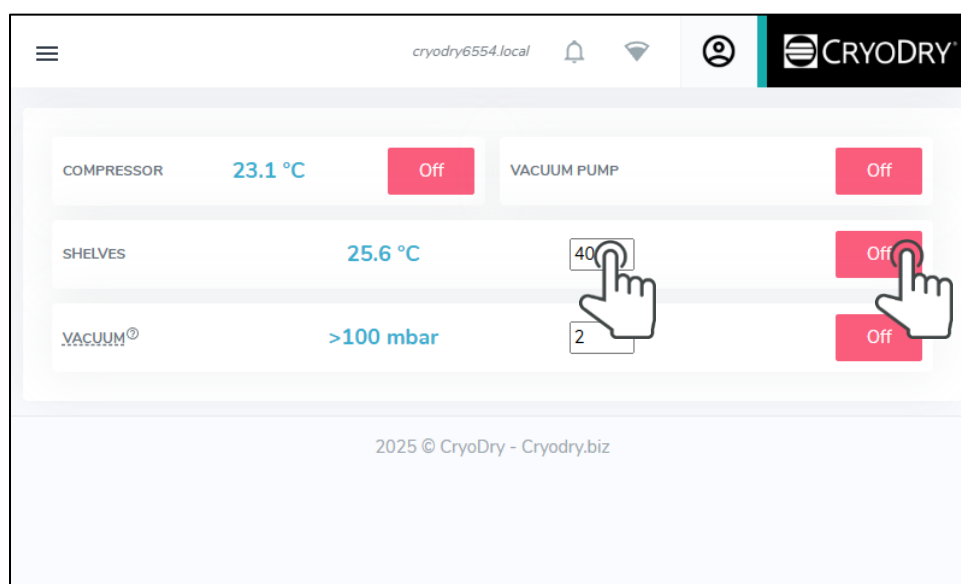 cryodry6554.local CRYODRY®
COMPRESSOR 23.1 °C Off VACUUM PUMP Off
SHELVES 25.6 °C 40 Off
VACUUM? >100 mbar 2 Off
2025 © CryoDry - Cryodry.biz